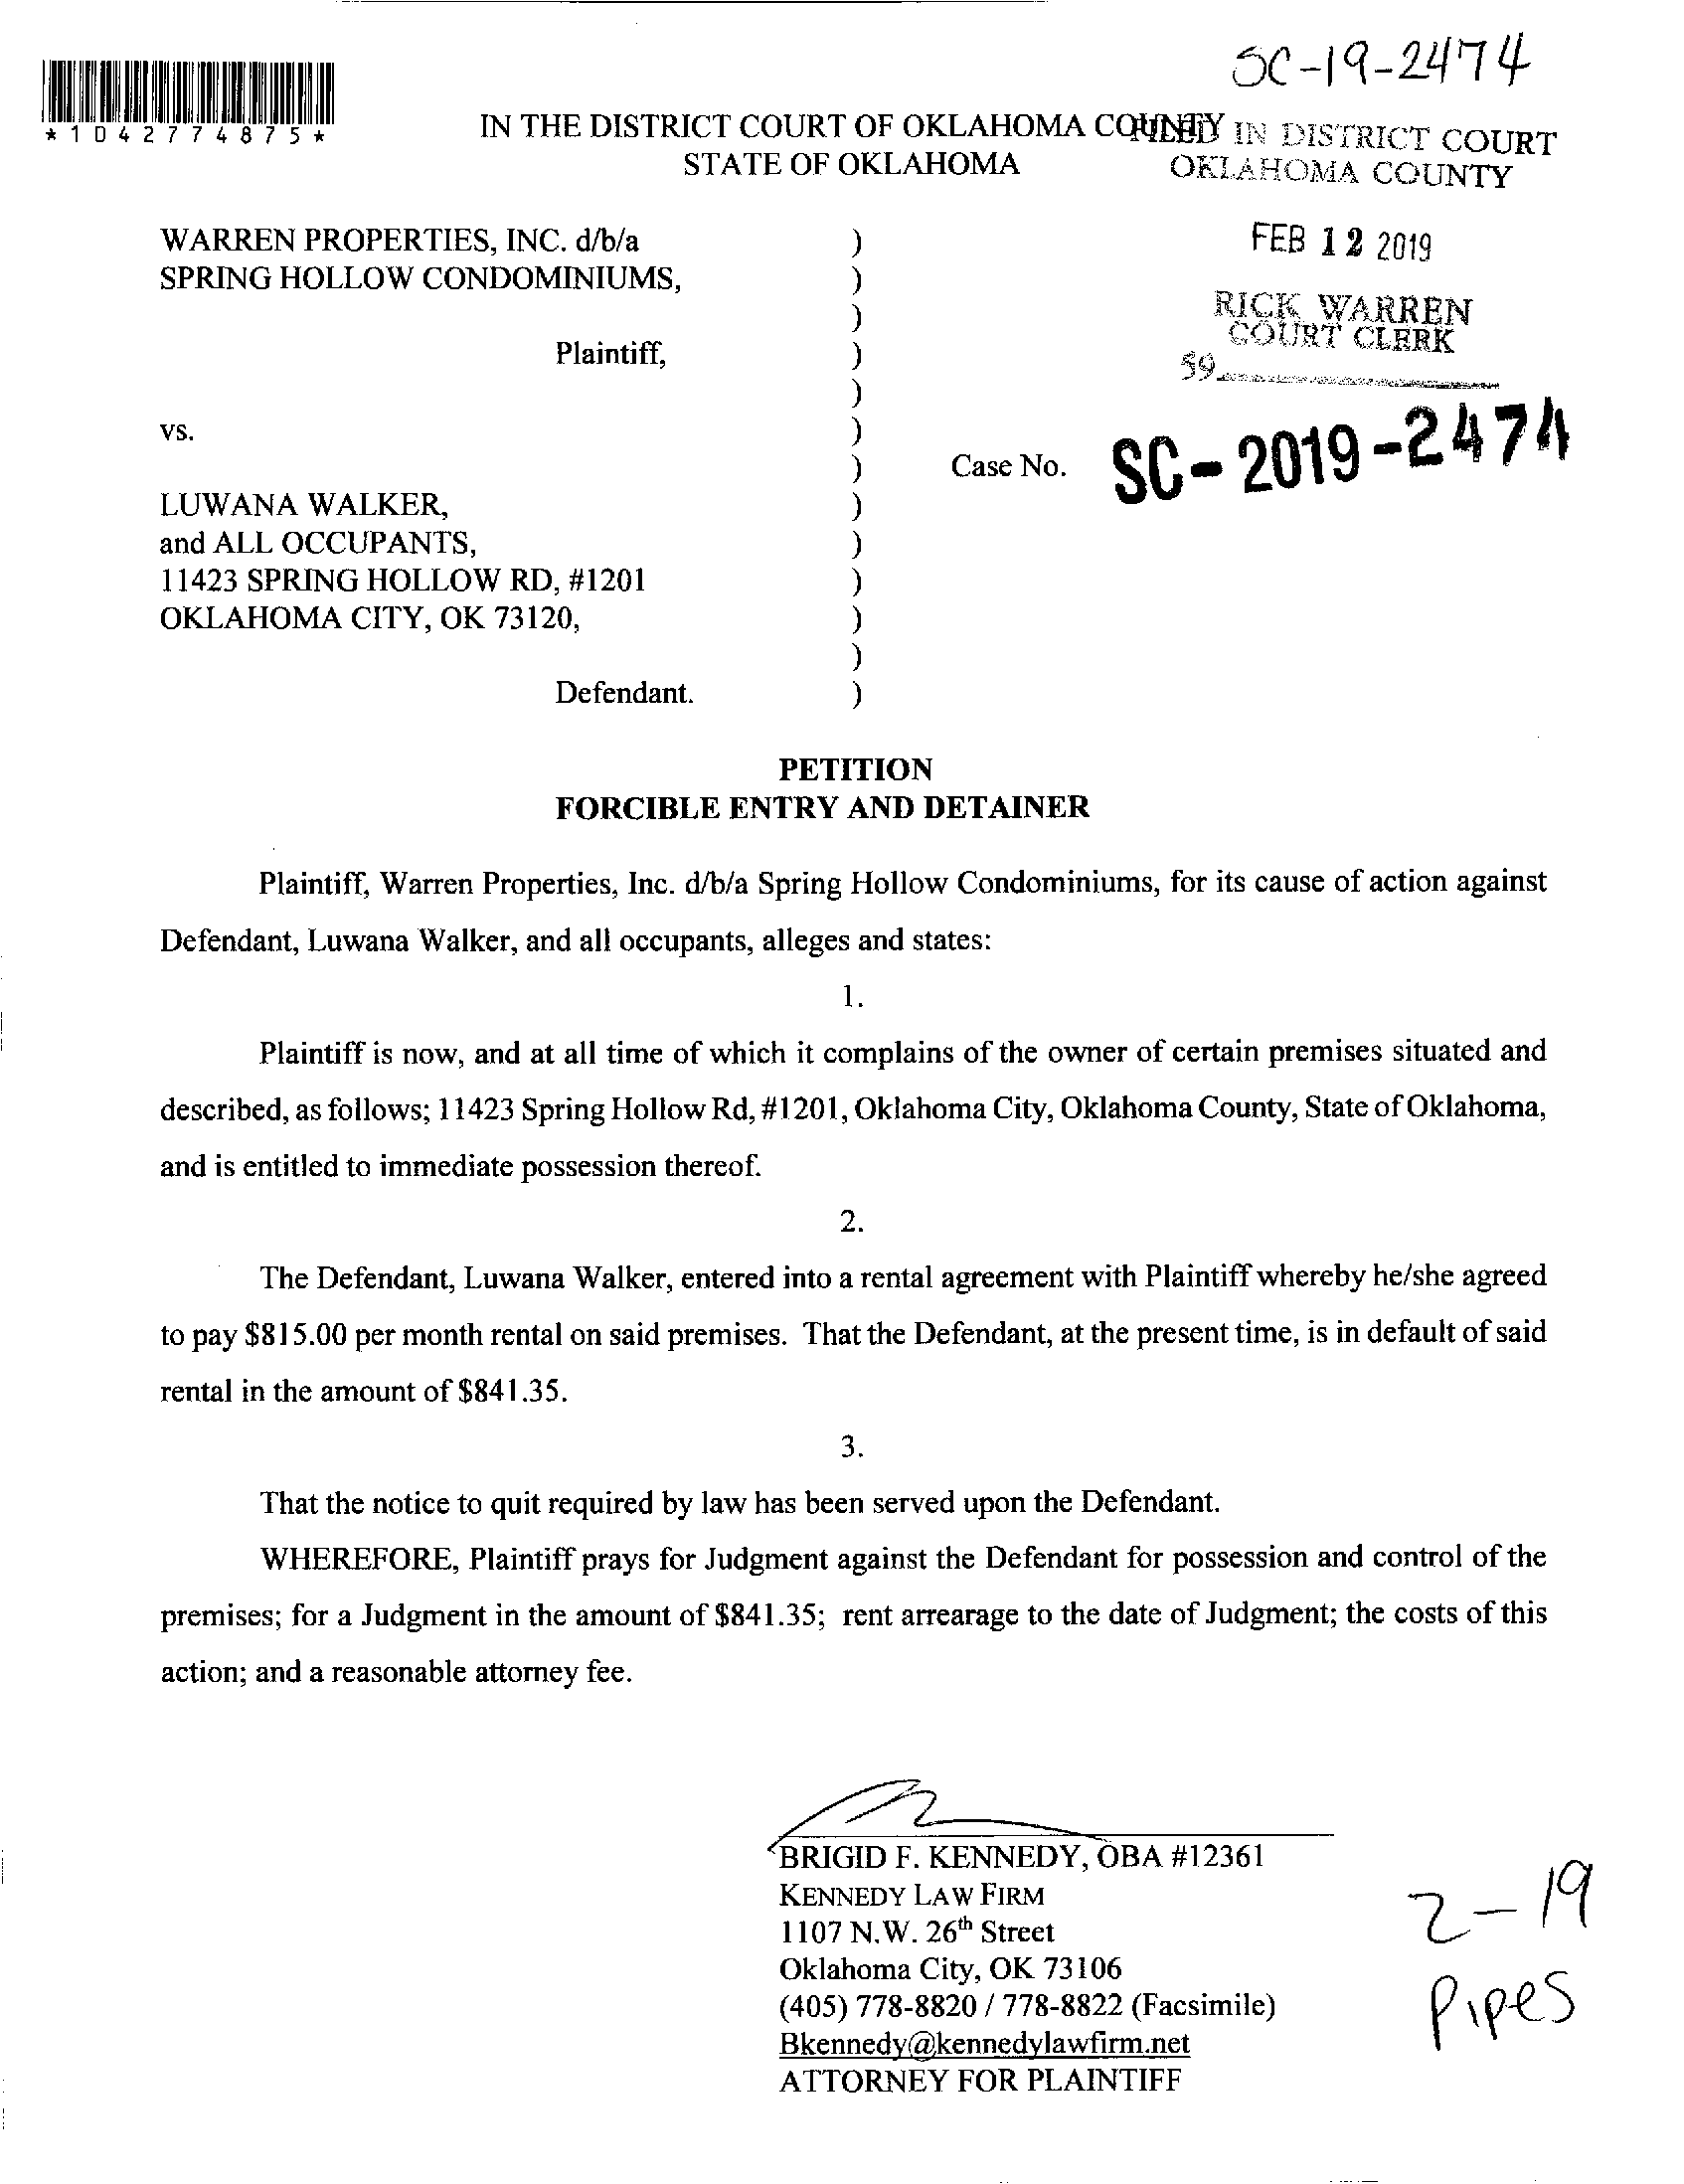 SC-19-2474
*1042774875*
IN THE DISTRICT COURT OF OKLAHOMA COUNTY
STATE OF OKLAHOMA
FILED IN DISTRICT COURT
OKLAHOMA COUNTY
FEB 12 2019
RICK WARREN
COURT CLERK
59
WARREN PROPERTIES, INC. d/b/a )
SPRING HOLLOW CONDOMINIUMS, )
)
Plaintiff, )
)
vs. )
) Case No. SC-2019-2474
LUWANA WALKER, )
and ALL OCCUPANTS, )
11423 SPRING HOLLOW RD, #1201 )
OKLAHOMA CITY, OK 73120, )
)
Defendant. )
PETITION
FORCIBLE ENTRY AND DETAINER
Plaintiff, Warren Properties, Inc. d/b/a Spring Hollow Condominiums, for its cause of action against
Defendant, Luwana Walker, and all occupants, alleges and states:
1.
Plaintiff is now, and at all time of which it complains of the owner of certain premises situated and
described, as follows; 11423 Spring Hollow Rd, #1201, Oklahoma City, Oklahoma County, State of Oklahoma,
and is entitled to immediate possession thereof.
2.
The Defendant, Luwana Walker, entered into a rental agreement with Plaintiff whereby he/she agreed
to pay $815.00 per month rental on said premises. That the Defendant, at the present time, is in default of said
rental in the amount of $841.35.
3.
That the notice to quit required by law has been served upon the Defendant.
WHEREFORE, Plaintiff prays for Judgment against the Defendant for possession and control of the
premises; for a Judgment in the amount of $841.35; rent arrearage to the date of Judgment; the costs of this
action; and a reasonable attorney fee.
BRIGID F. KENNEDY, OBA #12361
KENNEDY LAW FIRM
1107 N.W. 26th Street
Oklahoma City, OK 73106
(405) 778-8820 / 778-8822 (Facsimile)
Bkennedy@kennedylawfirm.net
ATTORNEY FOR PLAINTIFF
2-19
Pipes